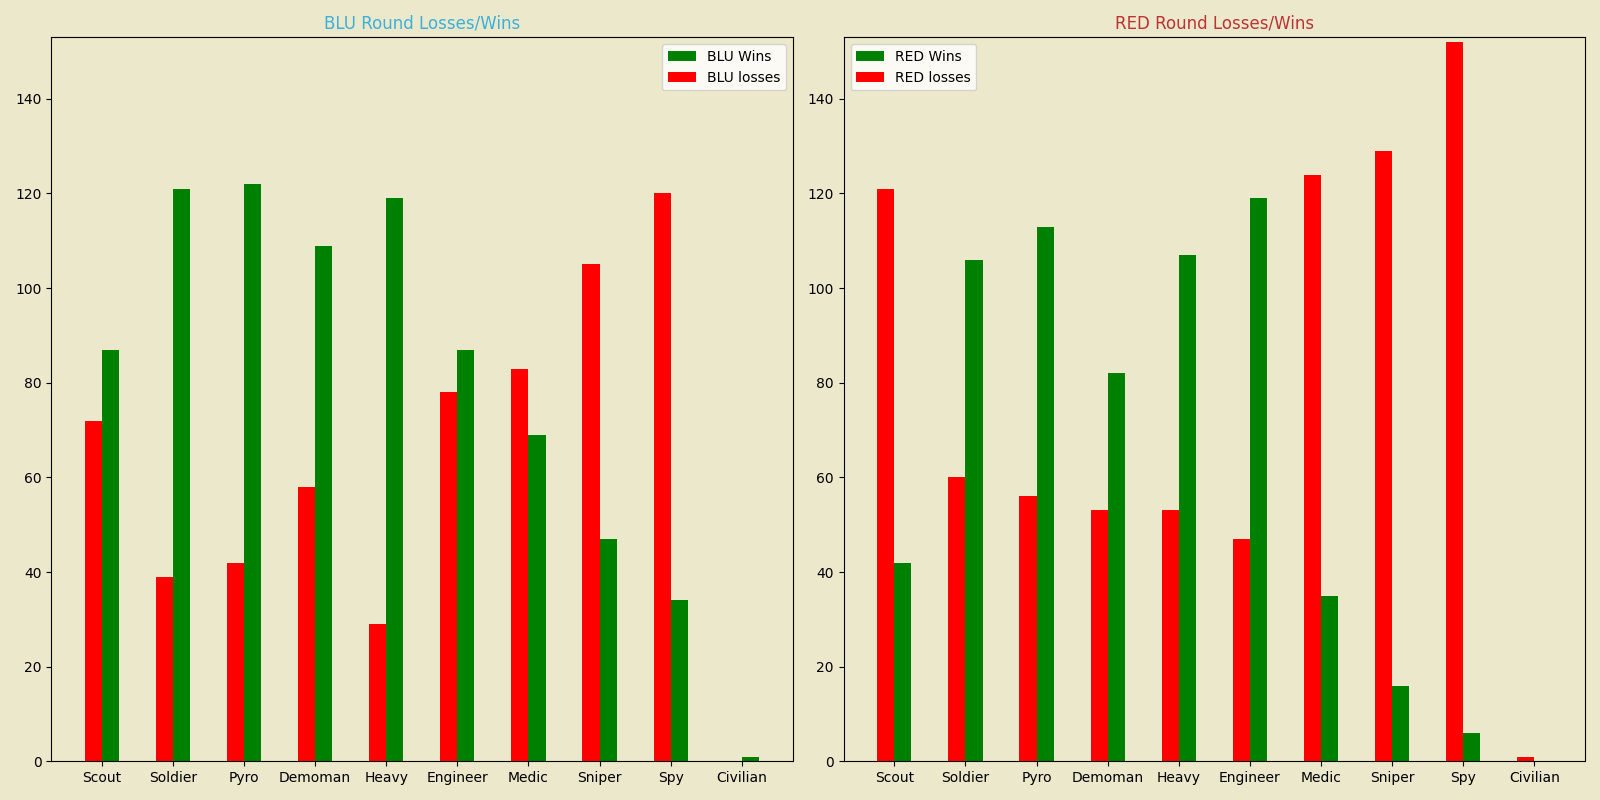 BLU Round Losses/Wins
BLU Wins
BLU losses
140
120
100
80
60
40
20
0
Scout Soldier Pyro Demoman Heavy Engineer Medic Sniper Spy Civilian
RED Round Losses/Wins
RED Wins
RED losses
140
120
100
80
60
40
20
0
Scout Soldier Pyro Demoman Heavy Engineer Medic Sniper Spy Civilian